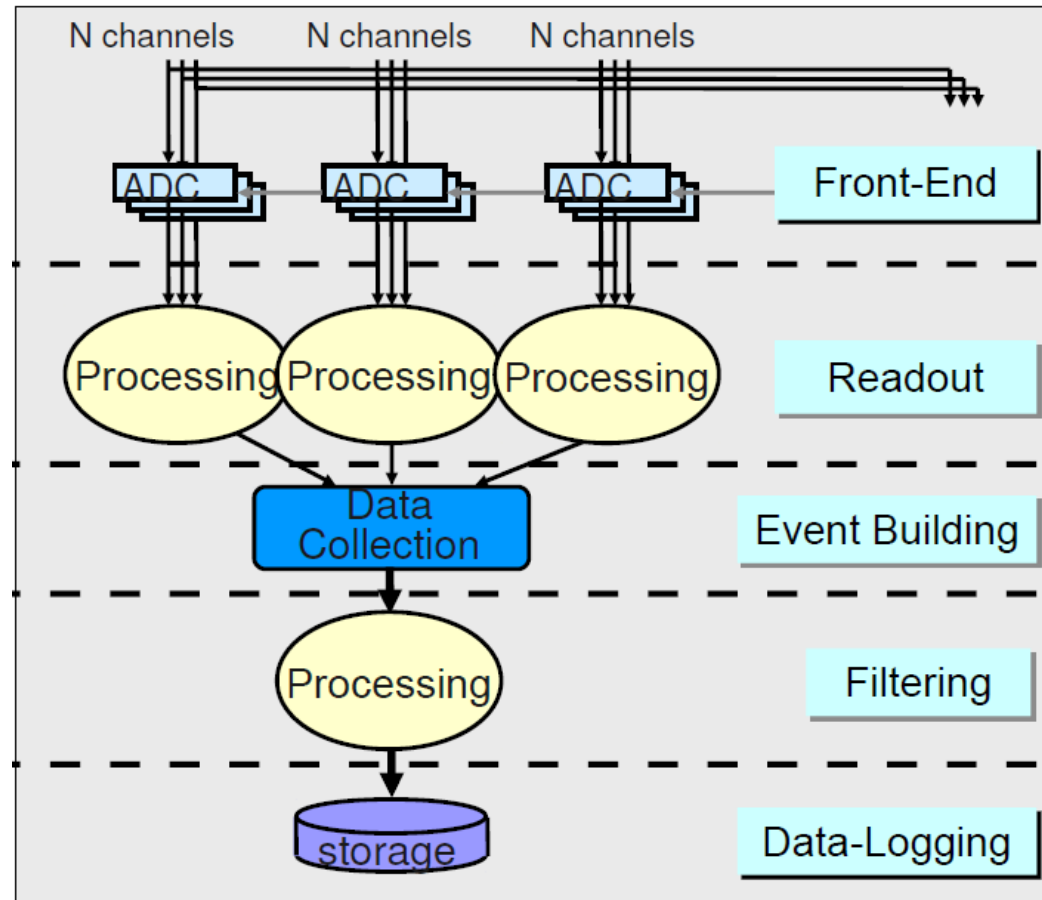 N channels
N channels
N channels
ADC
ADC
ADC
Front-End
Processing
Processing
Processing
Readout
Data
Collection
Event Building
Processing
Filtering
storage
Data-Logging